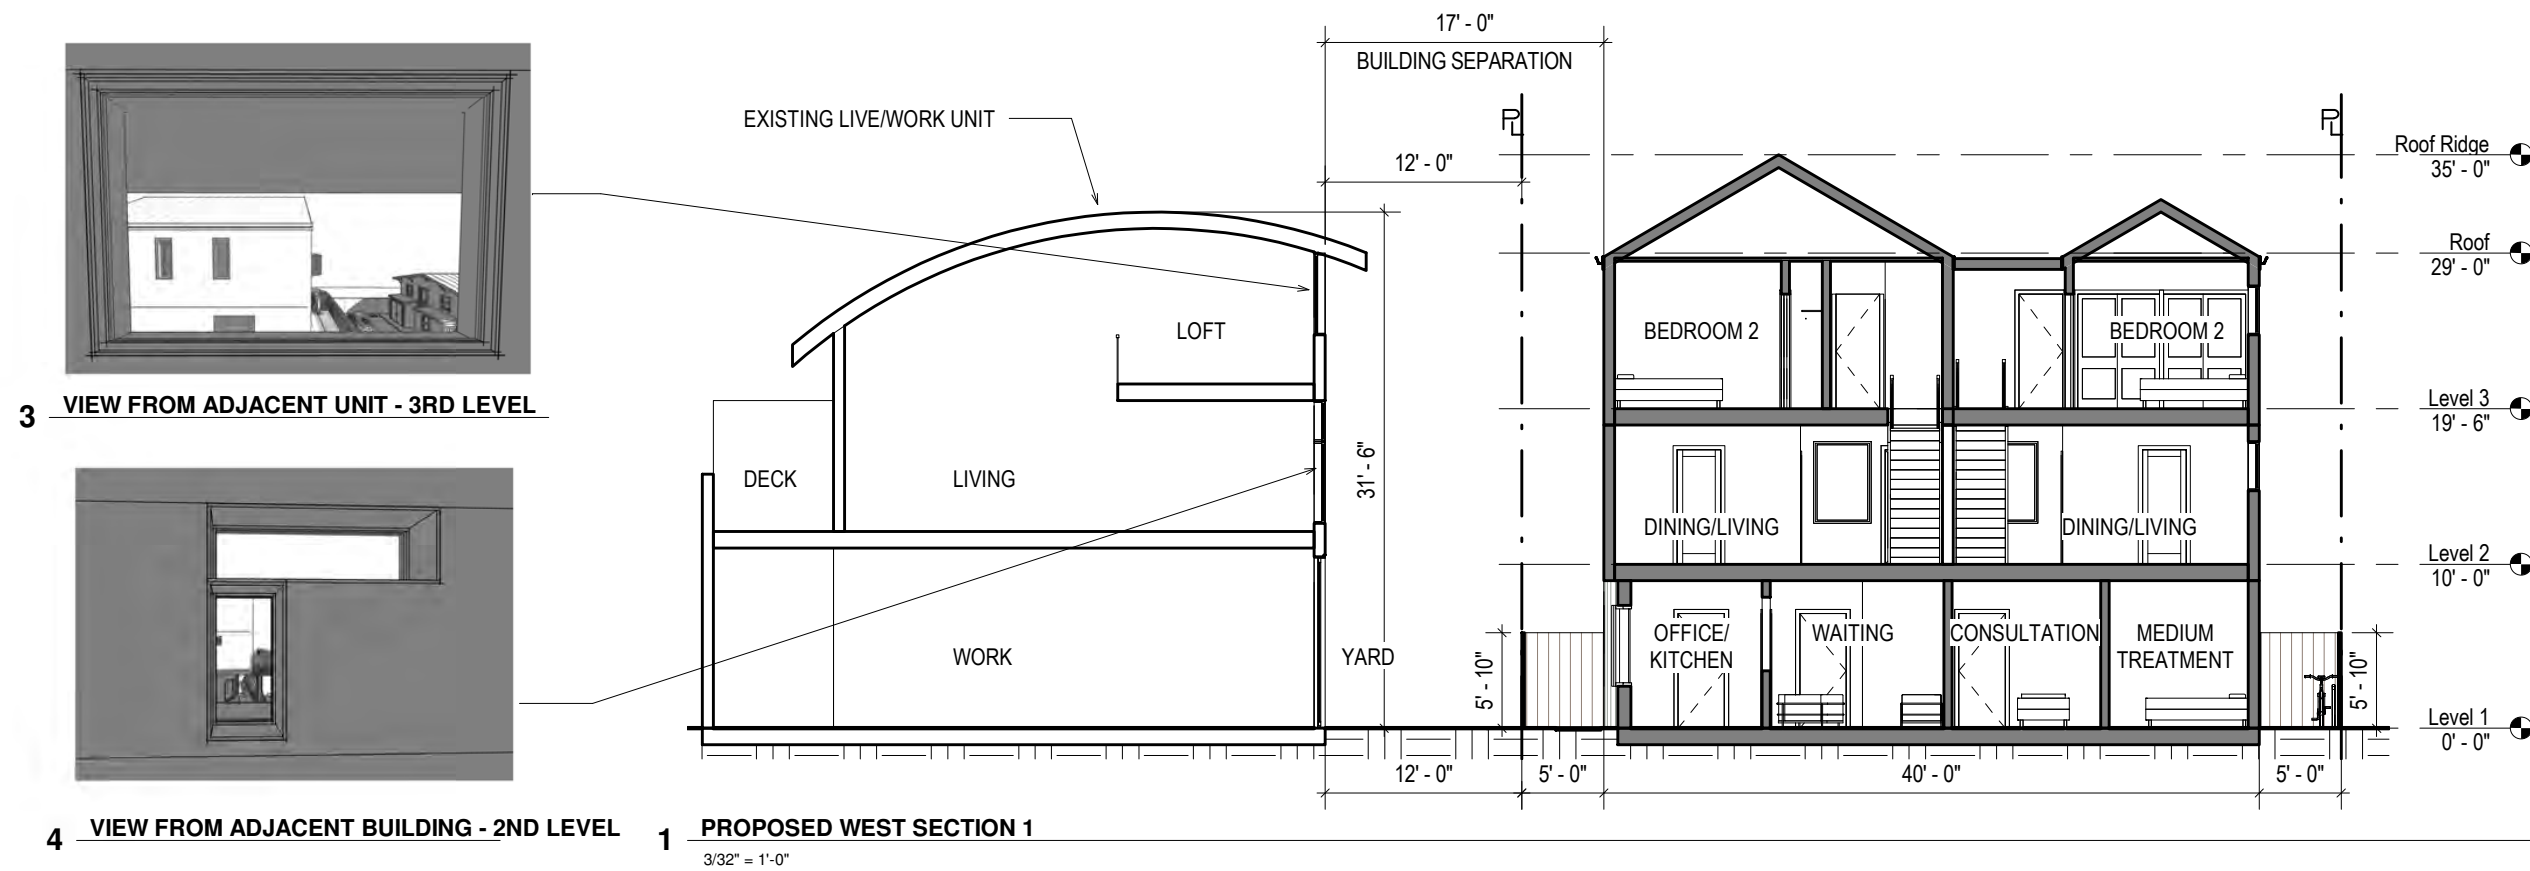 17' - 0"
BUILDING SEPARATION
EXISTING LIVE/WORK UNIT
PL
PL
12' - 0"
Roof Ridge
35' - 0"
Roof
29' - 0"
LOFT
BEDROOM 2
BEDROOM 2
3 VIEW FROM ADJACENT UNIT - 3RD LEVEL
Level 3
19' - 6"
31' - 6"
DECK
LIVING
DINING/LIVING
DINING/LIVING
Level 2
10' - 0"
WORK
YARD
5' - 10"
OFFICE/
KITCHEN
WAITING
CONSULTATION
MEDIUM
TREATMENT
5' - 10"
Level 1
0' - 0"
12' - 0"
5' - 0"
40' - 0"
5' - 0"
4 VIEW FROM ADJACENT BUILDING - 2ND LEVEL
1 PROPOSED WEST SECTION 1
3/32" = 1'-0"